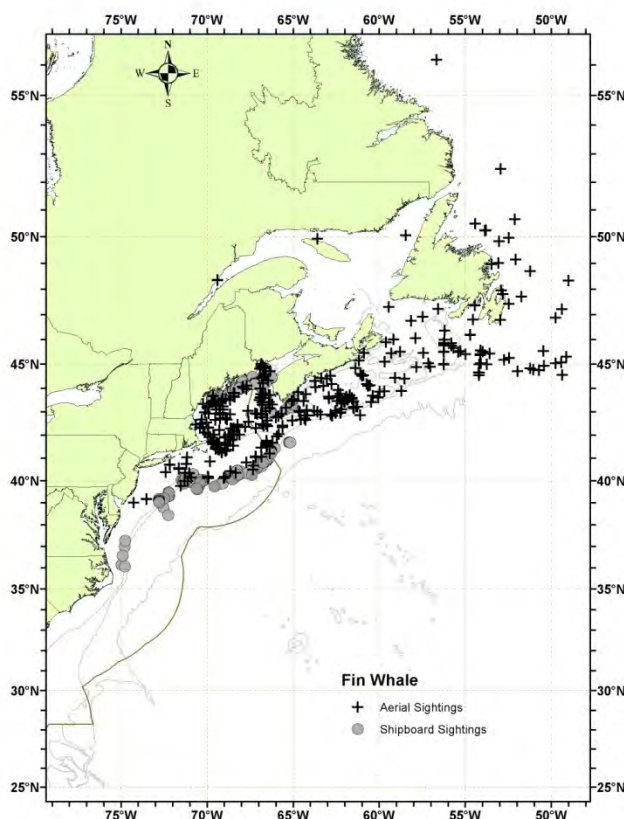 75°W 70°W 65°W 60°W 55°W 50°W
N
W E
S
55°N 55°N
50°N 50°N
45°N 45°N
40°N 40°N
35°N 35°N
Fin Whale
30°N 30°N
Aerial Sightings
Shipboard Sightings
25°N 25°N
75°W 70°W 65°W 60°W 55°W 50°W